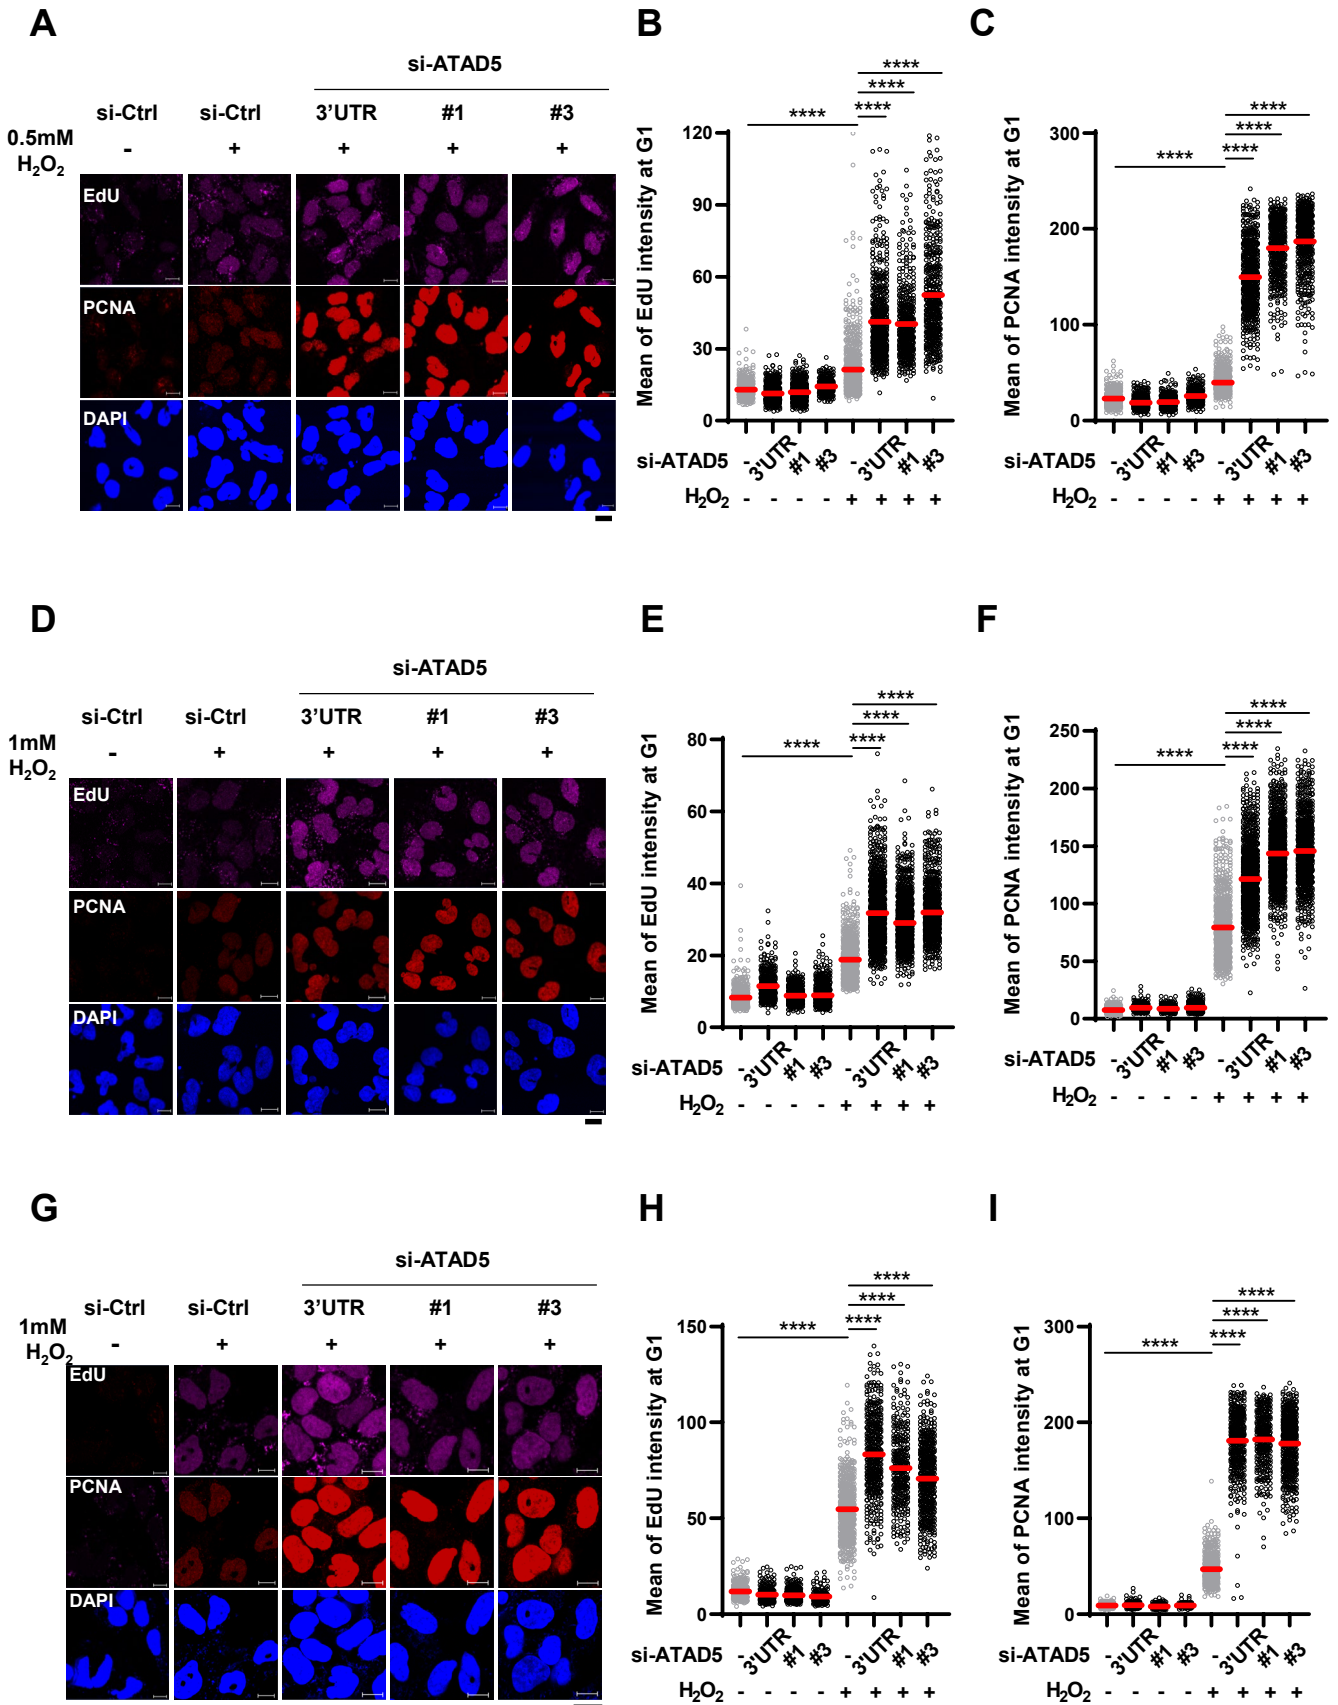 A
B
C
si-ATAD5
si-Ctrl si-Ctrl 3'UTR #1 #3
0.5mM
H₂O₂
- + + + +
EdU
PCNA
DAPI
**** **** **** ****
Mean of EdU intensity at G1
120
90
60
30
0
si-ATAD5 - 3'UTR #1 #3 - 3'UTR #1 #3
H₂O₂ - - - - + + + +
**** **** **** ****
Mean of PCNA intensity at G1
300
200
100
0
si-ATAD5 - 3'UTR #1 #3 - 3'UTR #1 #3
H₂O₂ - - - - + + + +
D
E
F
si-ATAD5
si-Ctrl si-Ctrl 3'UTR #1 #3
1mM
H₂O₂
- + + + +
EdU
PCNA
DAPI
**** **** **** ****
Mean of EdU intensity at G1
80
60
40
20
0
si-ATAD5 - 3'UTR #1 #3 - 3'UTR #1 #3
H₂O₂ - - - - + + + +
**** **** **** ****
Mean of PCNA intensity at G1
250
200
150
100
50
0
si-ATAD5 - 3'UTR #1 #3 - 3'UTR #1 #3
H₂O₂ - - - - + + + +
G
H
I
si-ATAD5
si-Ctrl si-Ctrl 3'UTR #1 #3
1mM
H₂O₂
- + + + +
EdU
PCNA
DAPI
**** **** **** ****
Mean of EdU intensity at G1
150
100
50
0
si-ATAD5 - 3'UTR #1 #3 - 3'UTR #1 #3
H₂O₂ - - - - + + + +
**** **** **** ****
Mean of PCNA intensity at G1
300
200
100
0
si-ATAD5 - 3'UTR #1 #3 - 3'UTR #1 #3
H₂O₂ - - - - + + + +